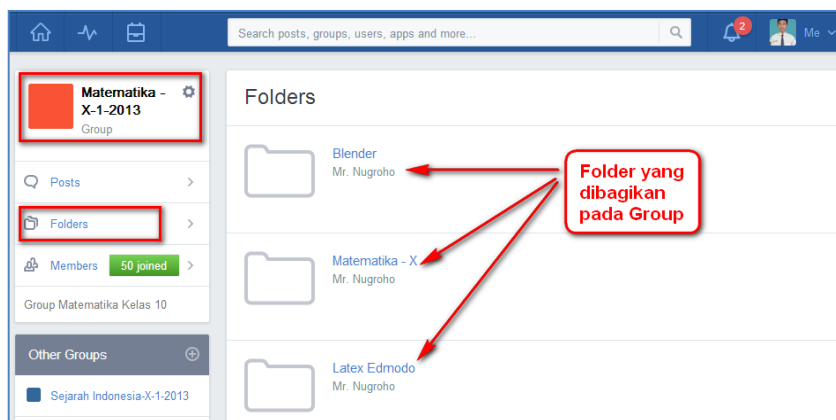 Search posts, groups, users, apps and more...
2
Me
Matematika -
X-1-2013
Group
Posts
Folders
Members
50 joined
Group Matematika Kelas 10
Other Groups
Sejarah Indonesia-X-1-2013
Folders
Blender
Mr. Nugroho
Matematika - X
Mr. Nugroho
Latex Edmodo
Mr. Nugroho
Folder yang
dibagikan
pada Group